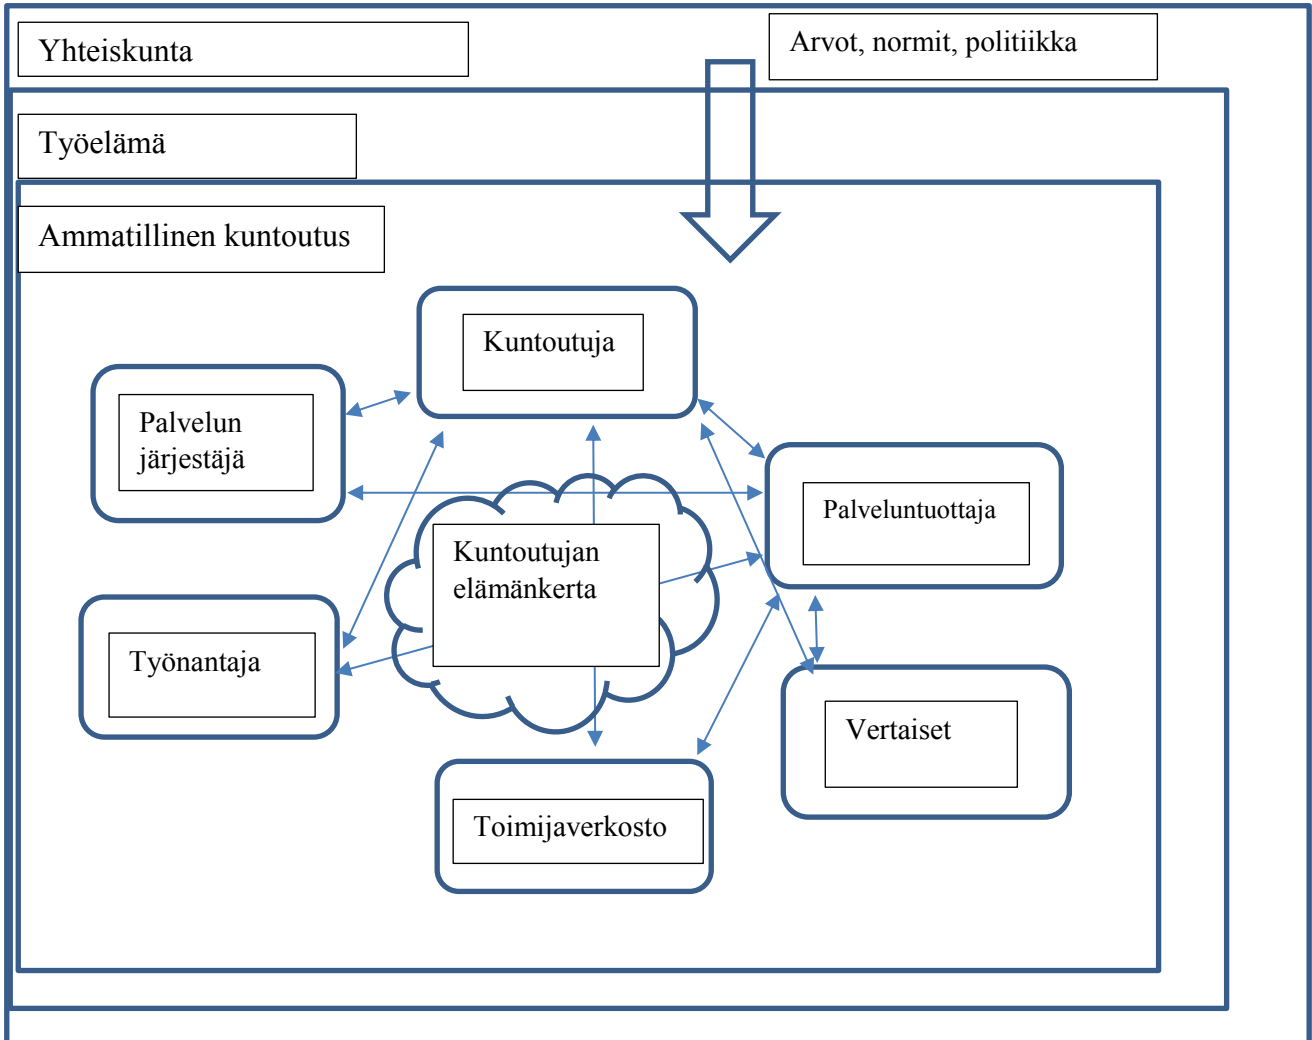 Yhteiskunta
Arvot, normit, politiikka
Työelämä
Ammatillinen kuntoutus
Kuntoutuja
Palvelun
järjestäjä
Palveluntuottaja
Kuntoutujan
elämänkerta
Työnantaja
Vertaiset
Toimijaverkosto